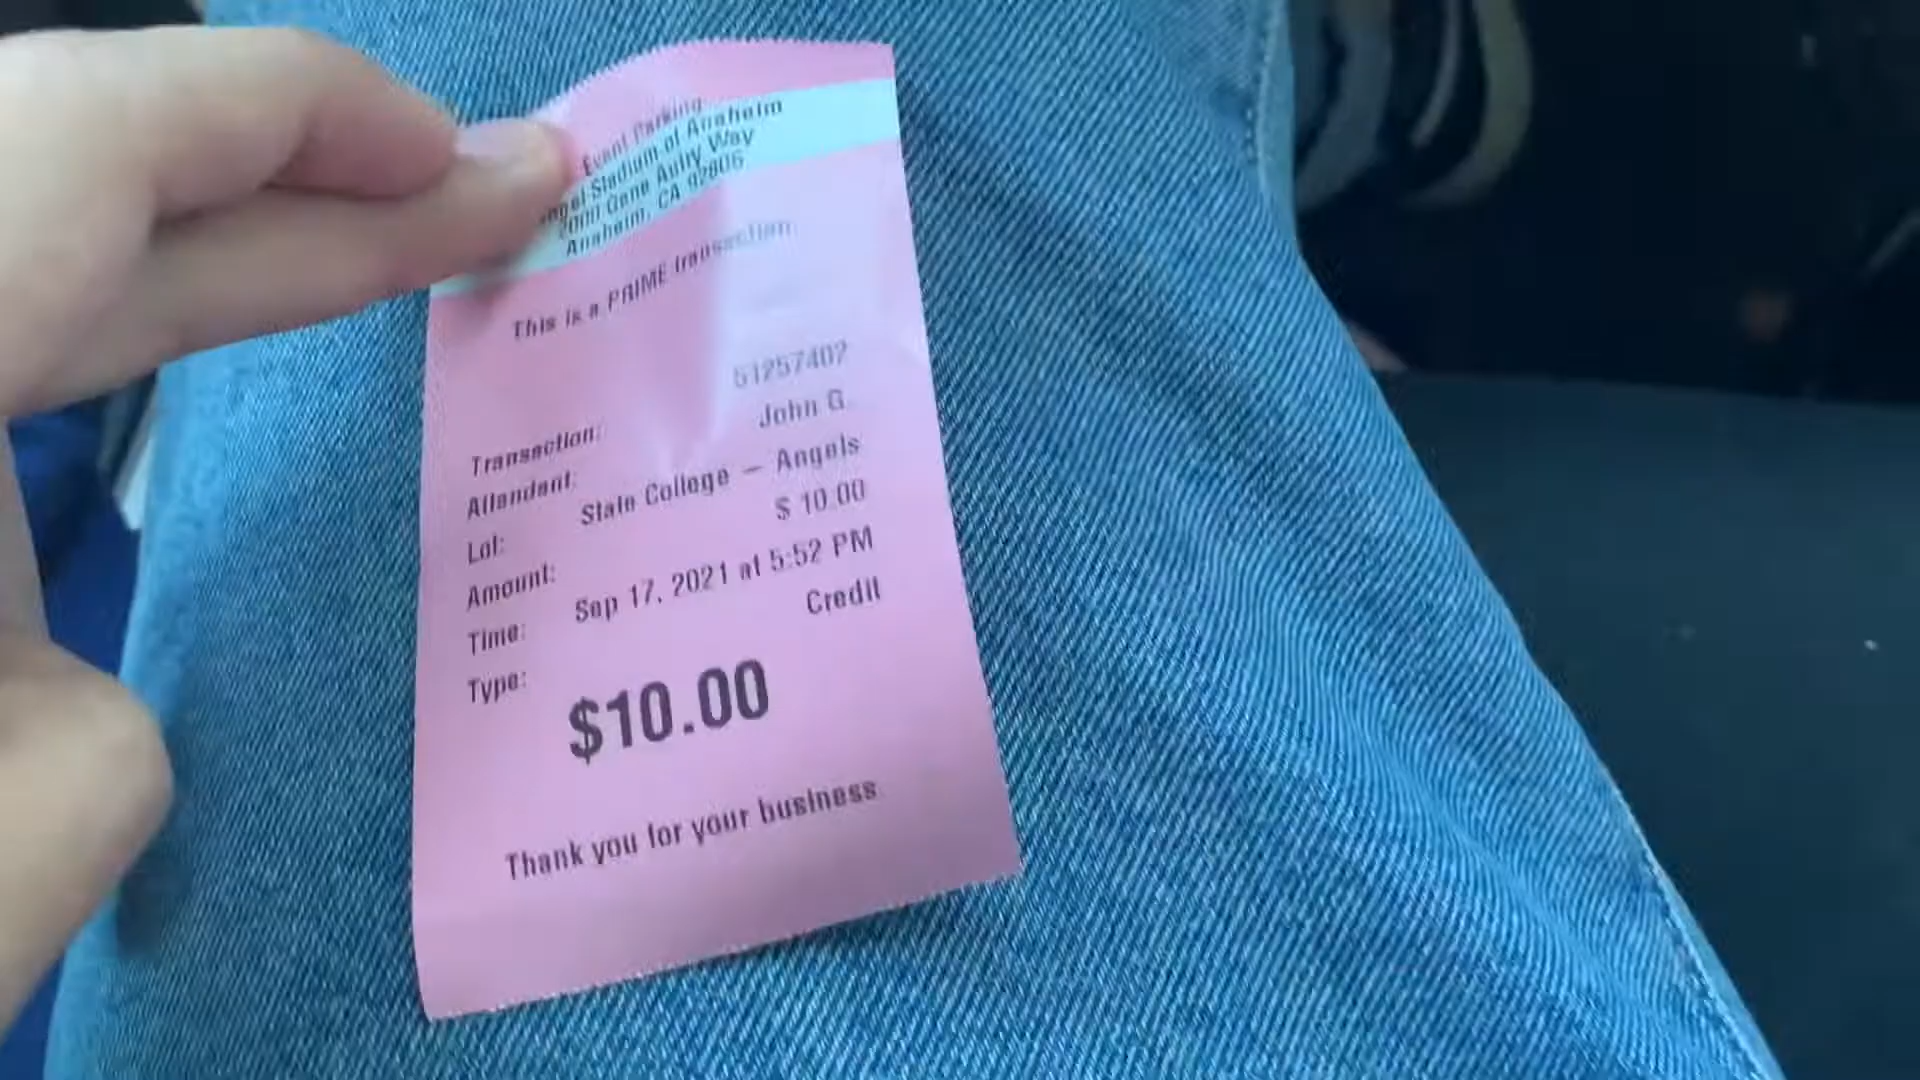 Event Parking
Angel Stadium of Anaheim
2000 Gene Autry Way
Anaheim, CA 92806
This is a PRIME transaction.
Transaction: 51257402
Attendant: John G.
Lot: State College – Angels
Amount: $ 10.00
Time: Sep 17, 2021 at 5:52 PM
Type: Credit
$10.00
Thank you for your business